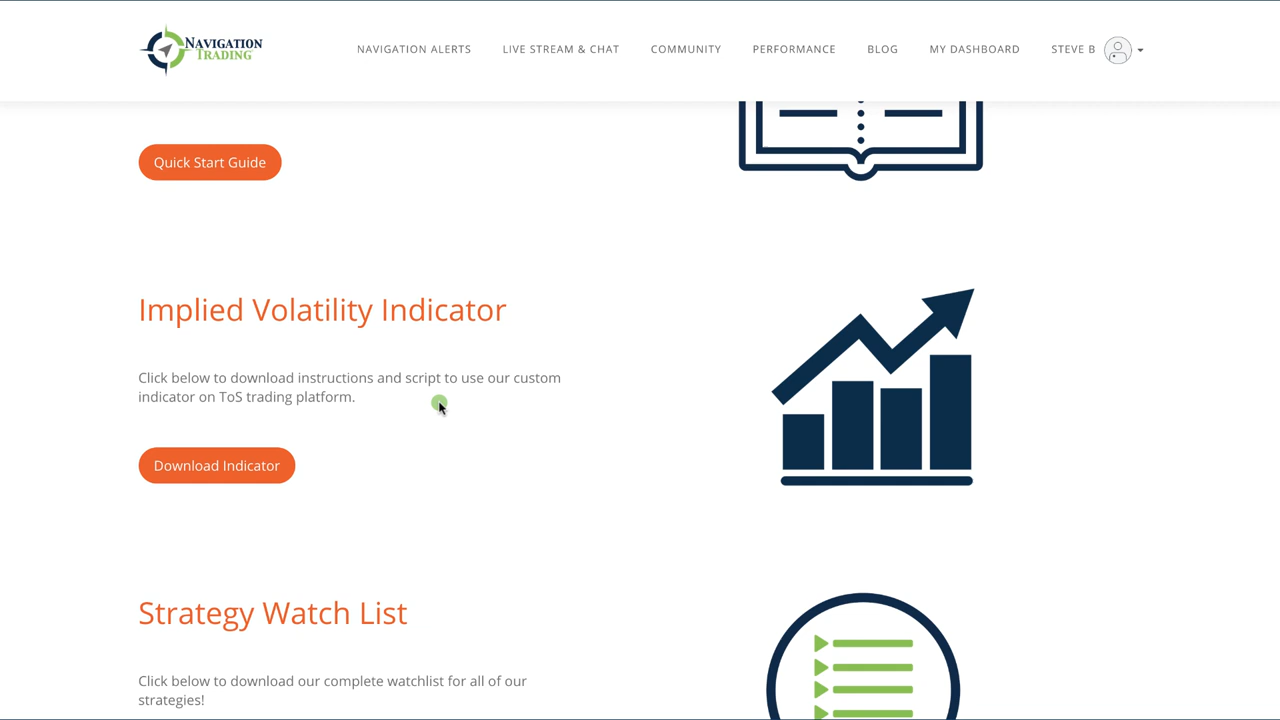 NAVIGATION
TRADING
NAVIGATION ALERTS
LIVE STREAM & CHAT
COMMUNITY
PERFORMANCE
BLOG
MY DASHBOARD
STEVE B
Quick Start Guide
Implied Volatility Indicator
Click below to download instructions and script to use our custom
indicator on ToS trading platform.
Download Indicator
Strategy Watch List
Click below to download our complete watchlist for all of our
strategies!